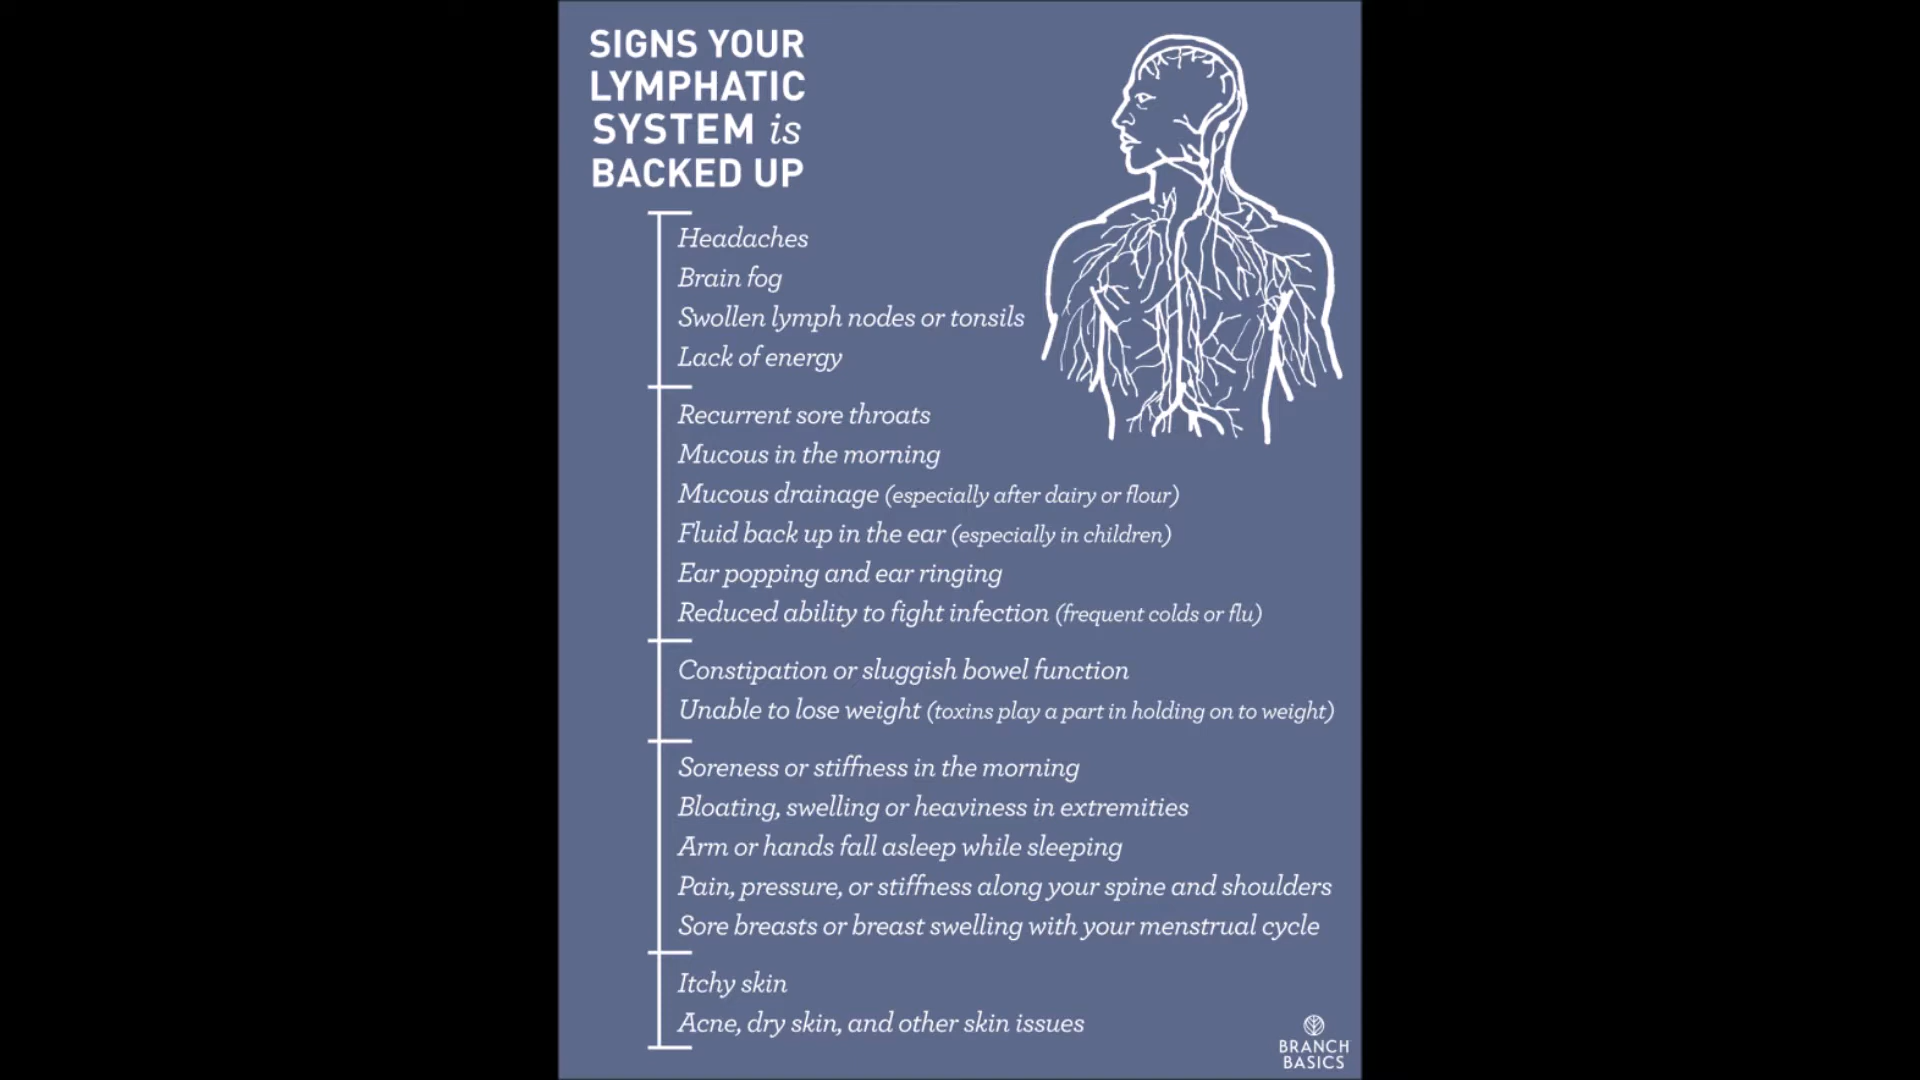 SIGNS YOUR
LYMPHATIC
SYSTEM is
BACKED UP
Headaches
Brain fog
Swollen lymph nodes or tonsils
Lack of energy
Recurrent sore throats
Mucous in the morning
Mucous drainage (especially after dairy or flour)
Fluid back up in the ear (especially in children)
Ear popping and ear ringing
Reduced ability to fight infection (frequent colds or flu)
Constipation or sluggish bowel function
Unable to lose weight (toxins play a part in holding on to weight)
Soreness or stiffness in the morning
Bloating, swelling or heaviness in extremities
Arm or hands fall asleep while sleeping
Pain, pressure, or stiffness along your spine and shoulders
Sore breasts or breast swelling with your menstrual cycle
Itchy skin
Acne, dry skin, and other skin issues
BRANCH
BASICS